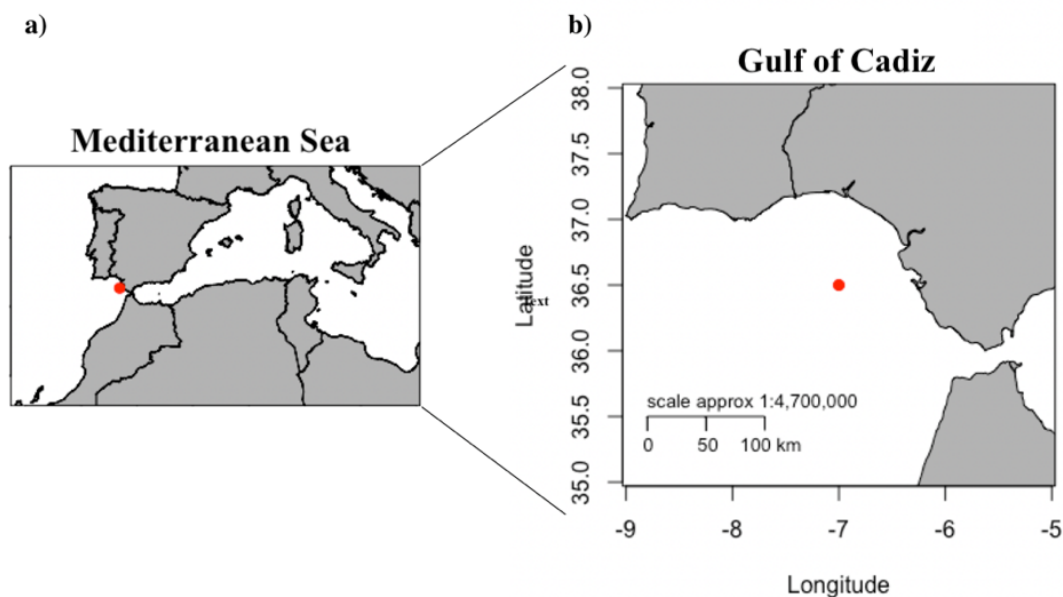 a)
Mediterranean Sea
b)
Gulf of Cadiz
38.0
37.5
37.0
36.5
36.0
35.5
35.0
Latitude
text
scale approx 1:4,700,000
0 50 100 km
-9 -8 -7 -6 -5
Longitude